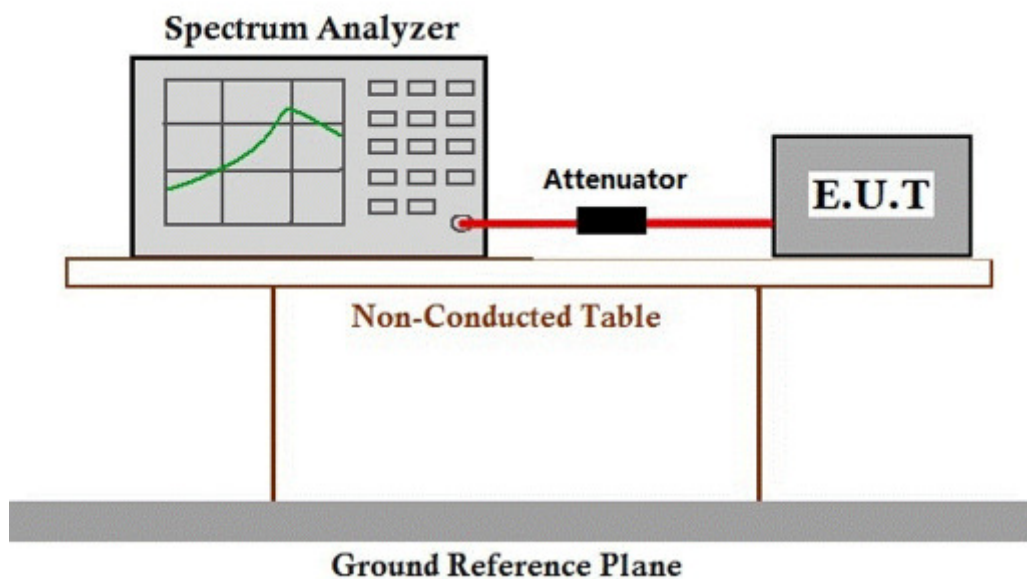 Spectrum Analyzer
Attenuator
E.U.T
Non-Conducted Table
Ground Reference Plane